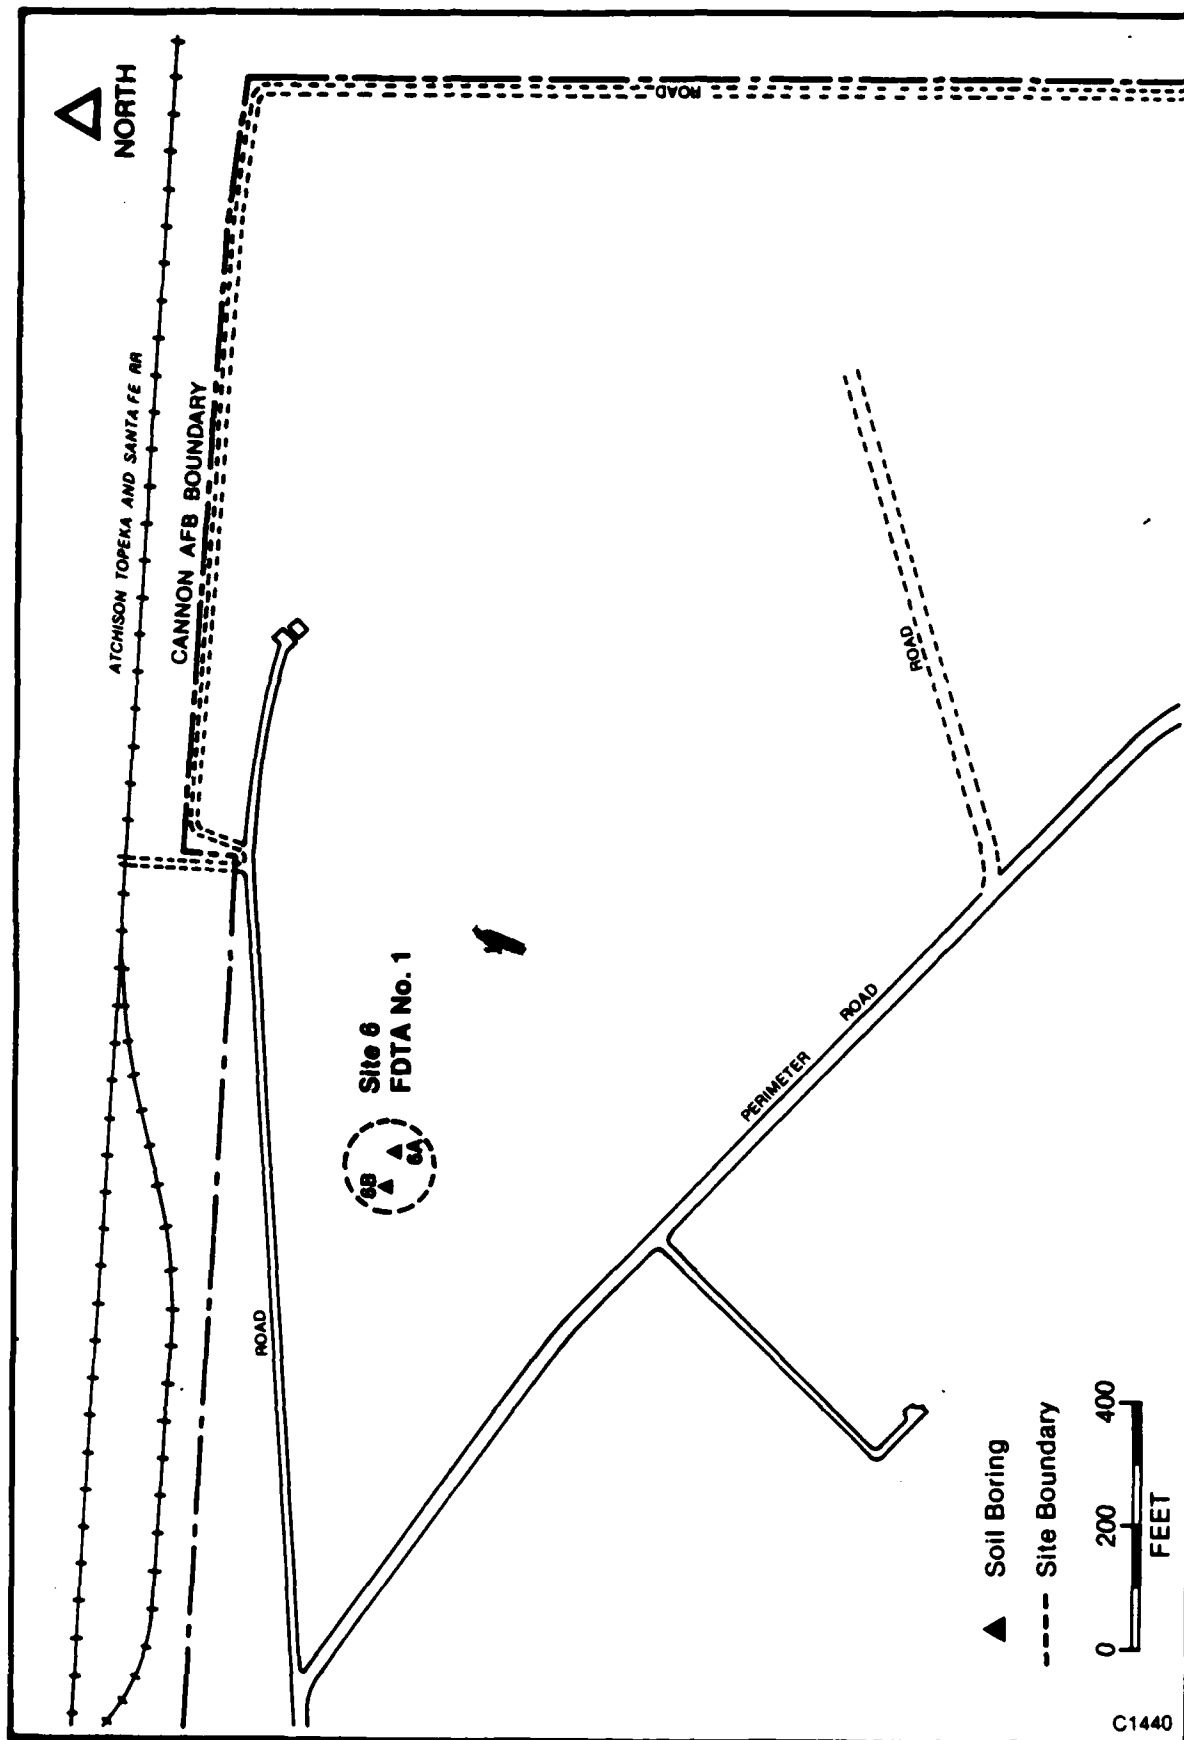 NORTH
ATCHISON TOPEKA AND SANTA FE RR
CANNON AFB BOUNDARY
ROAD
ROAD
ROAD
Site 6
FDTA No. 1
6B
6A
PERIMETER ROAD
Soil Boring
Site Boundary
0 200 400
FEET
C1440